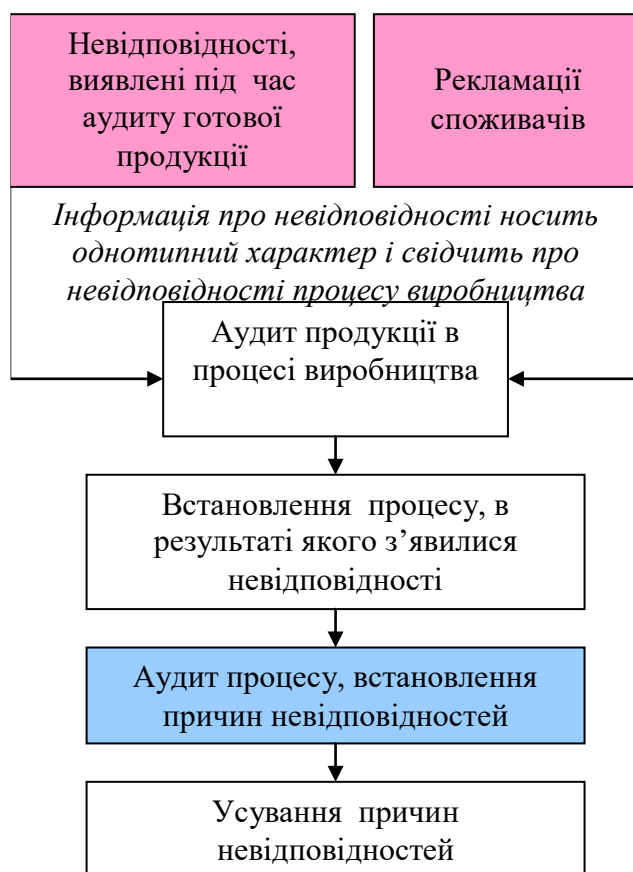 Невідповідності,
виявлені під час
аудиту готової
продукції
Рекламації
споживачів
Інформація про невідповідності носить
однотипний характер і свідчить про
невідповідності процесу виробництва
Аудит продукції в
процесі виробництва
Встановлення процесу, в
результаті якого з’явилися
невідповідності
Аудит процесу, встановлення
причин невідповідностей
Усування причин
невідповідностей